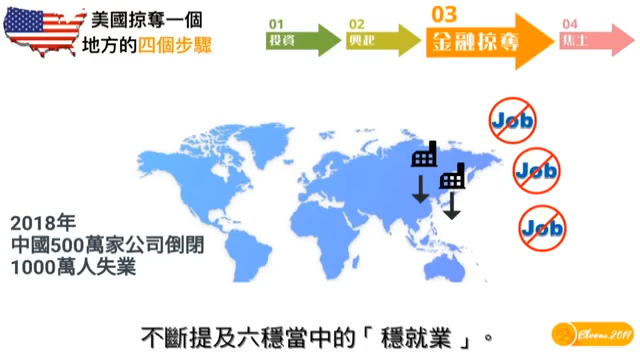 美國掠奪一個
地方的四個步驟
01
投資
02
興起
03
金融掠奪
04
焦土
Job
Job
Job
2018年
中國500萬家公司倒閉
1000萬人失業
不斷提及六穩當中的「穩就業」。